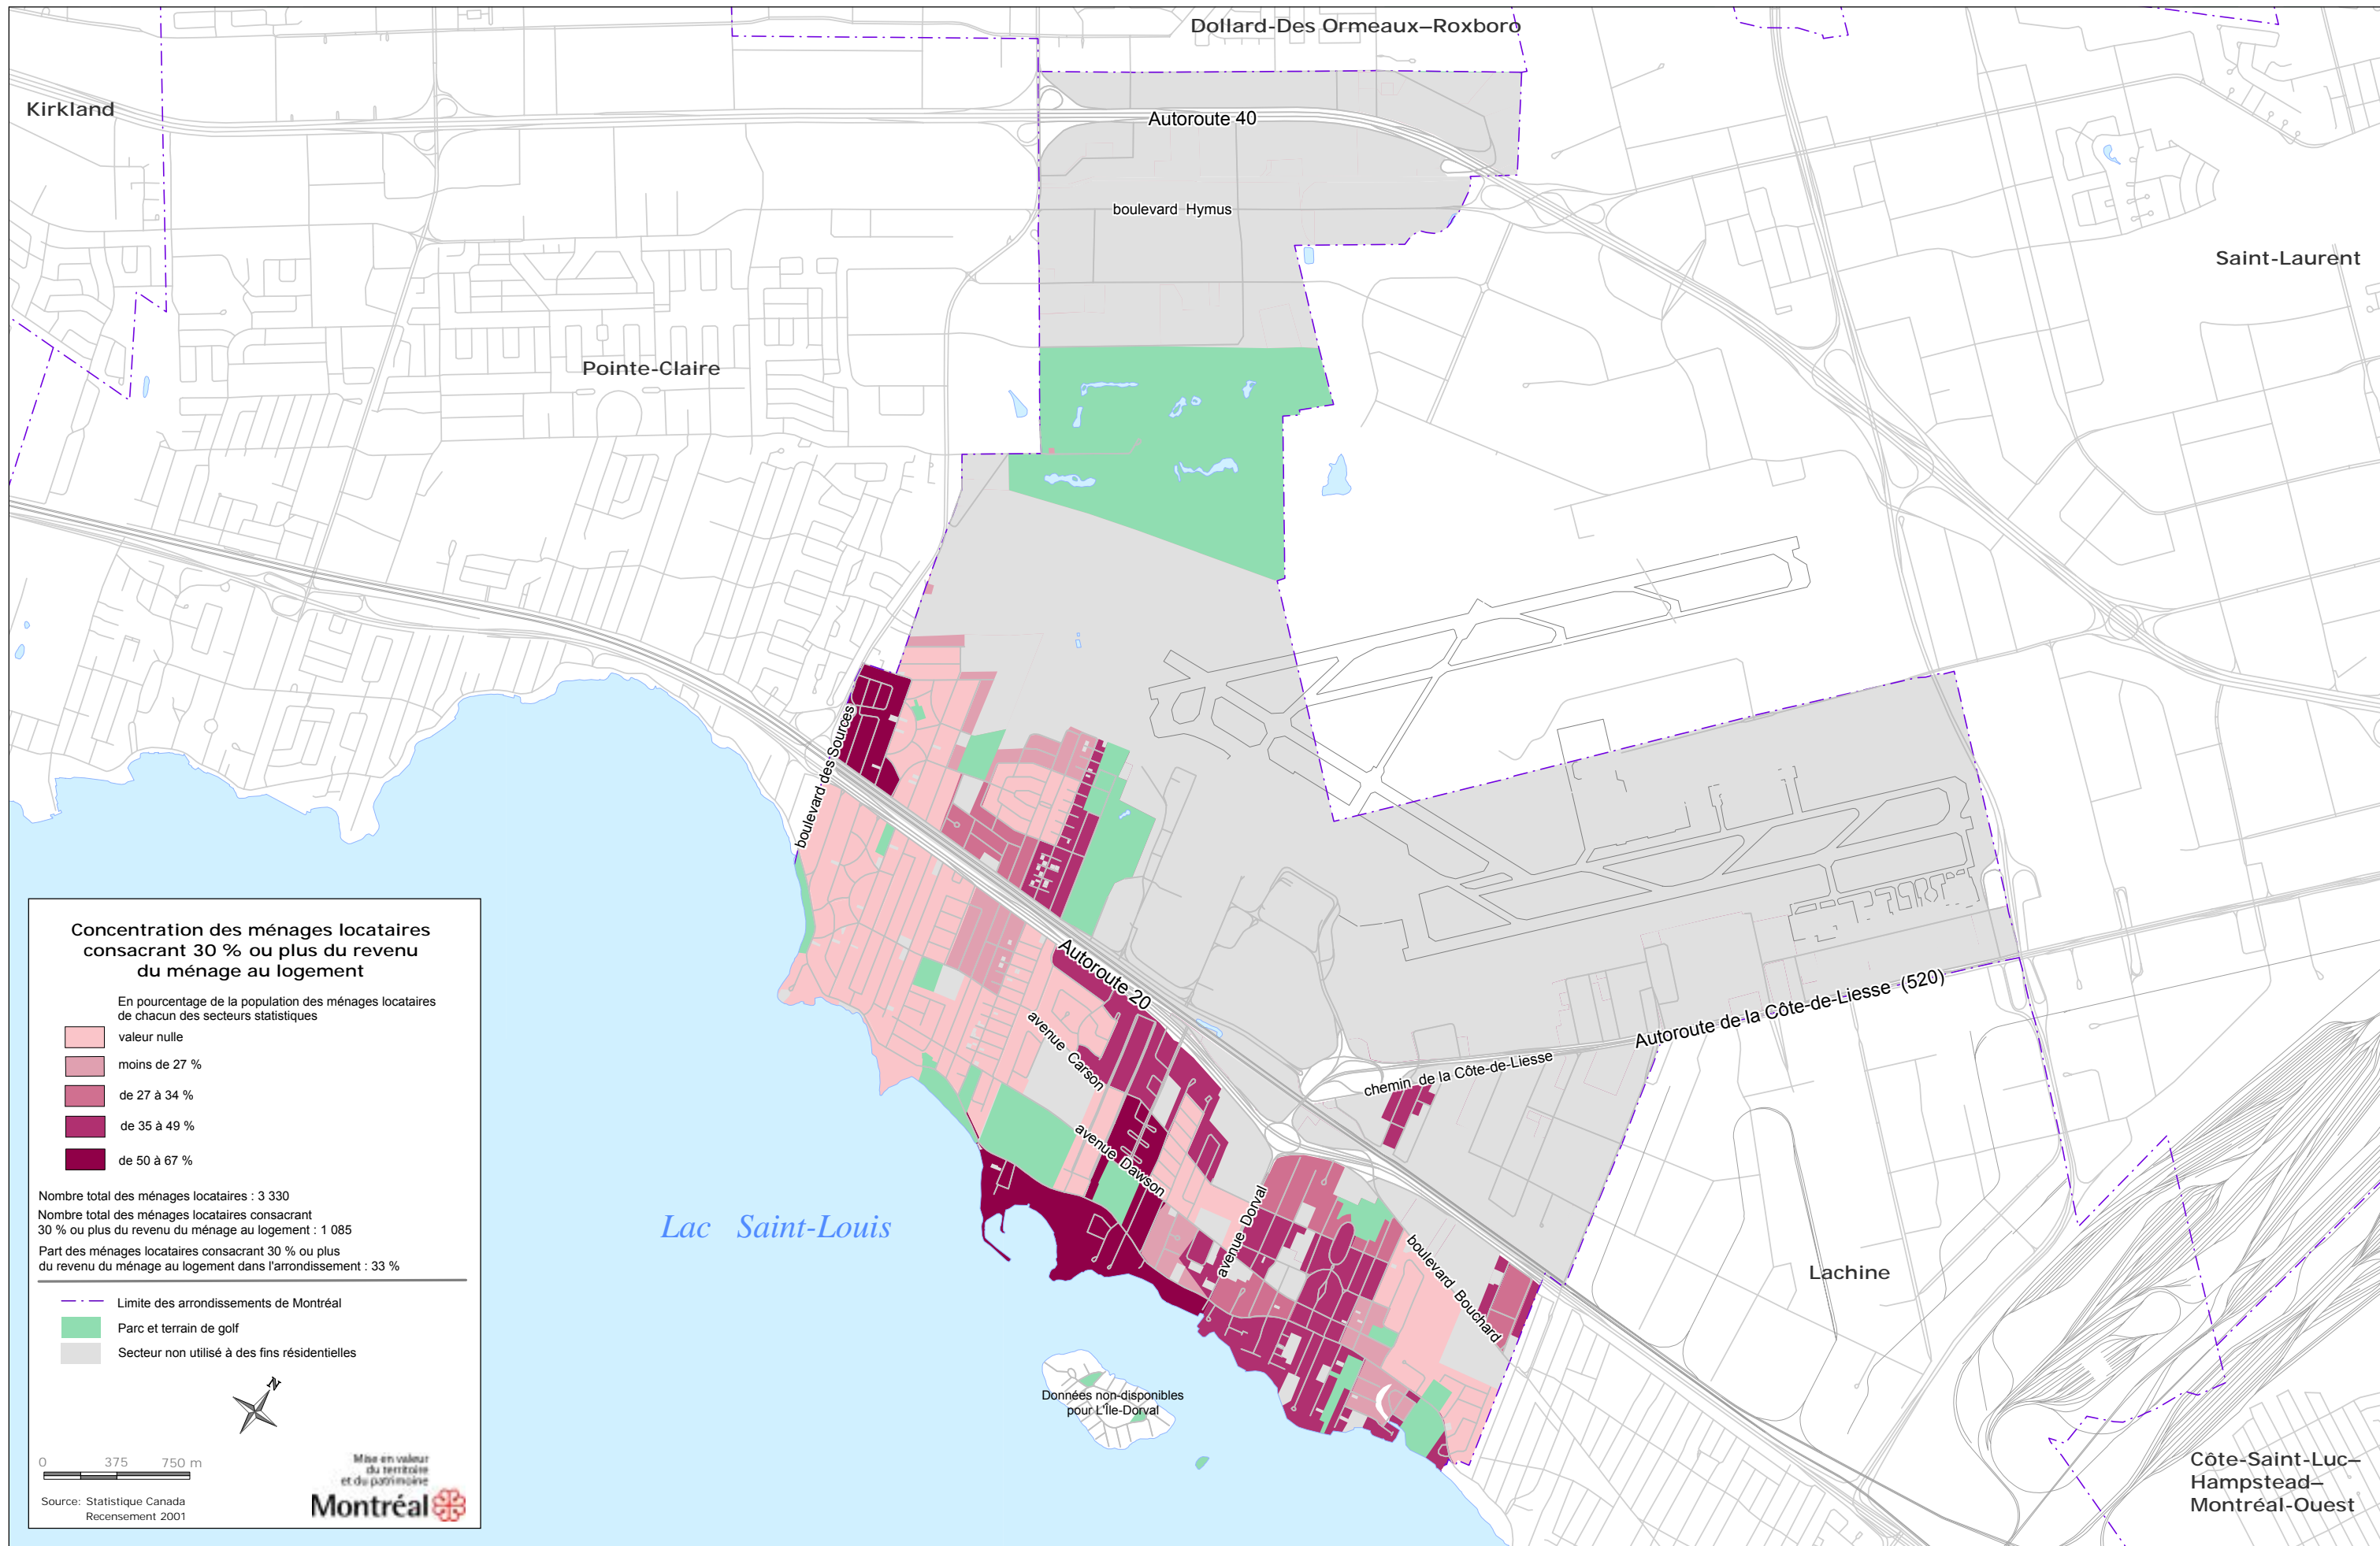 Dollard-Des Ormeaux–Roxboro
Kirkland
Autoroute 40
boulevard Hymus
Saint-Laurent
Pointe-Claire
boulevard des Sources
Autoroute 20
avenue Carson
avenue Dawson
avenue Dorval
boulevard Bouchard
chemin de la Côte-de-Liesse
Autoroute de la Côte-de-Liesse (520)
Lachine
Lac Saint-Louis
Données non-disponibles
pour L'Île-Dorval
Côte-Saint-Luc–
Hampstead–
Montréal-Ouest
Concentration des ménages locataires
consacrant 30 % ou plus du revenu
du ménage au logement
En pourcentage de la population des ménages locataires
de chacun des secteurs statistiques
valeur nulle
moins de 27 %
de 27 à 34 %
de 35 à 49 %
de 50 à 67 %
Nombre total des ménages locataires : 3 330
Nombre total des ménages locataires consacrant
30 % ou plus du revenu du ménage au logement : 1 085
Part des ménages locataires consacrant 30 % ou plus
du revenu du ménage au logement dans l'arrondissement : 33 %
Limite des arrondissements de Montréal
Parc et terrain de golf
Secteur non utilisé à des fins résidentielles
N
0 375 750 m
Source: Statistique Canada
Recensement 2001
Mise en valeur
du territoire
et du patrimoine
Montréal